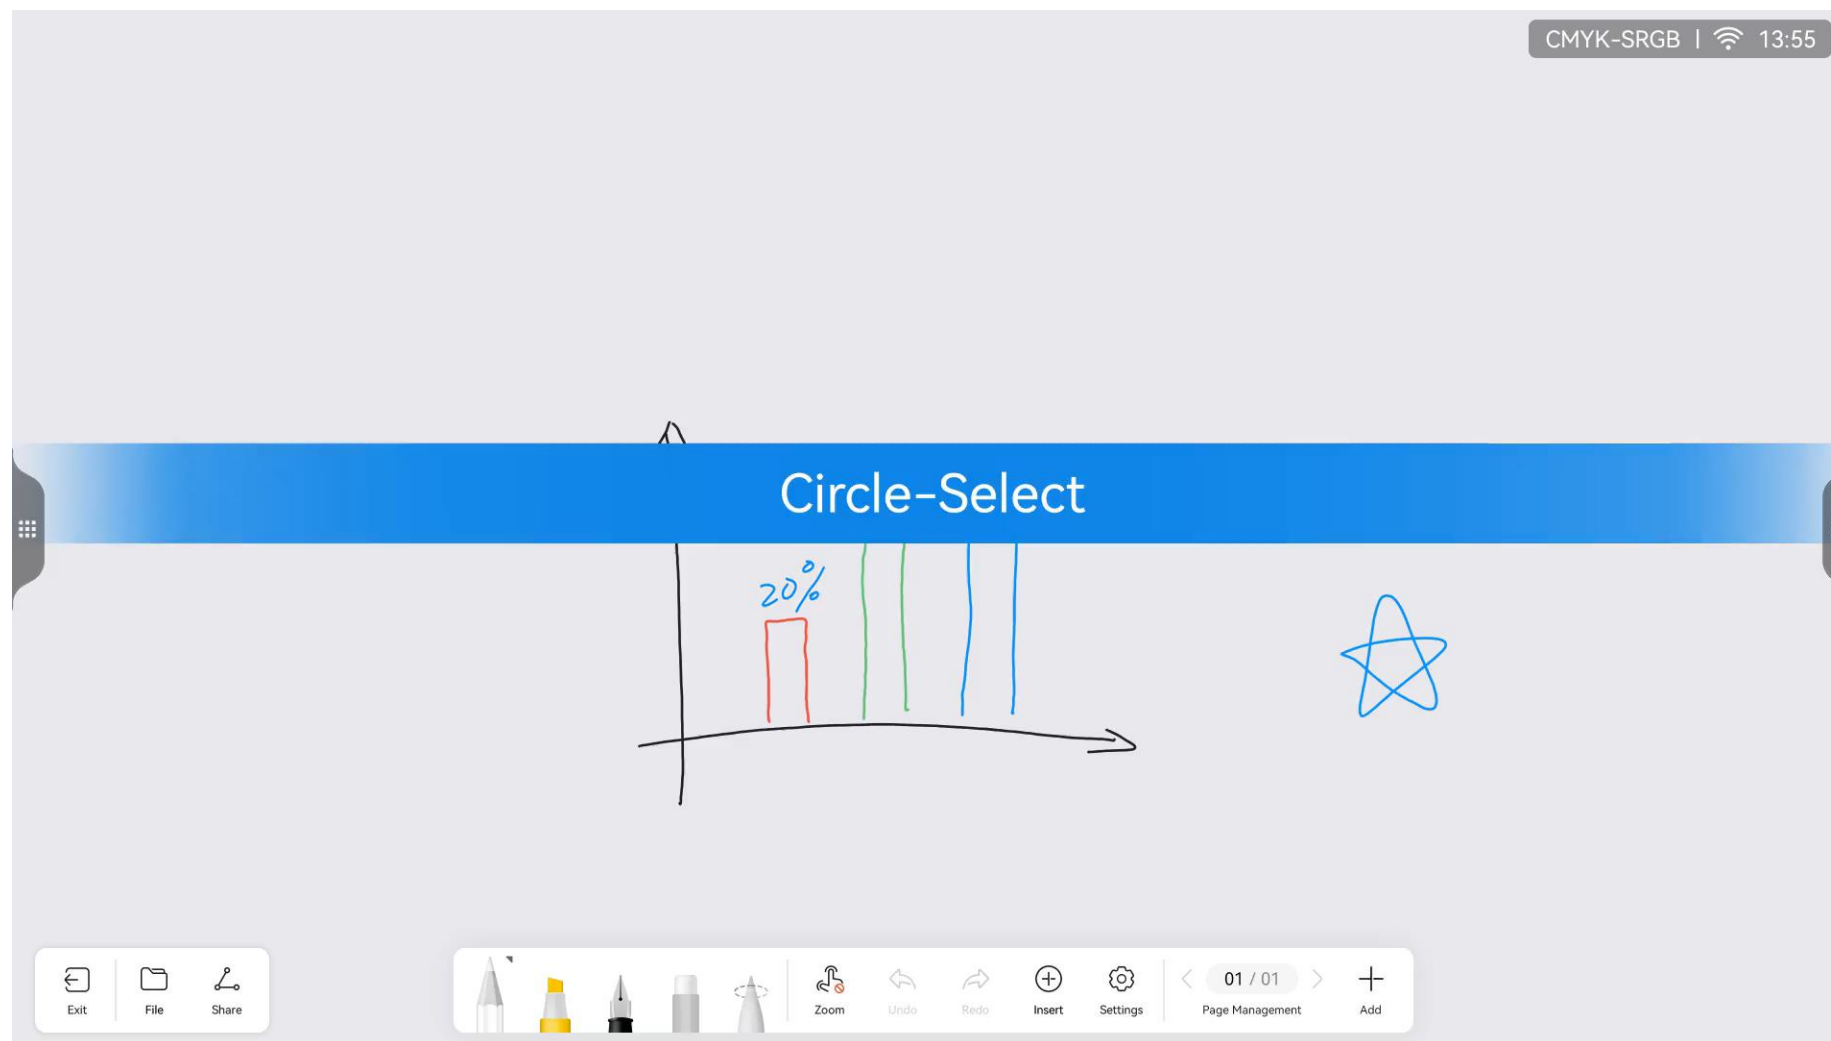 CMYK-SRGB | 13:55
Circle-Select
20%
Exit File Share
Zoom Undo Redo Insert Settings 01 / 01 Page Management Add